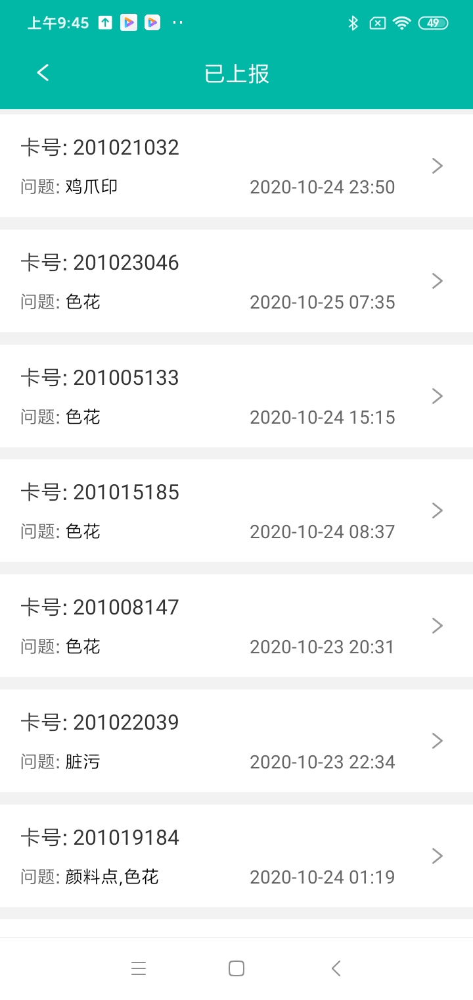 上午9:45
49
已上报
卡号: 201021032
问题: 鸡爪印 2020-10-24 23:50
卡号: 201023046
问题: 色花 2020-10-25 07:35
卡号: 201005133
问题: 色花 2020-10-24 15:15
卡号: 201015185
问题: 色花 2020-10-24 08:37
卡号: 201008147
问题: 色花 2020-10-23 20:31
卡号: 201022039
问题: 脏污 2020-10-23 22:34
卡号: 201019184
问题: 颜料点,色花 2020-10-24 01:19